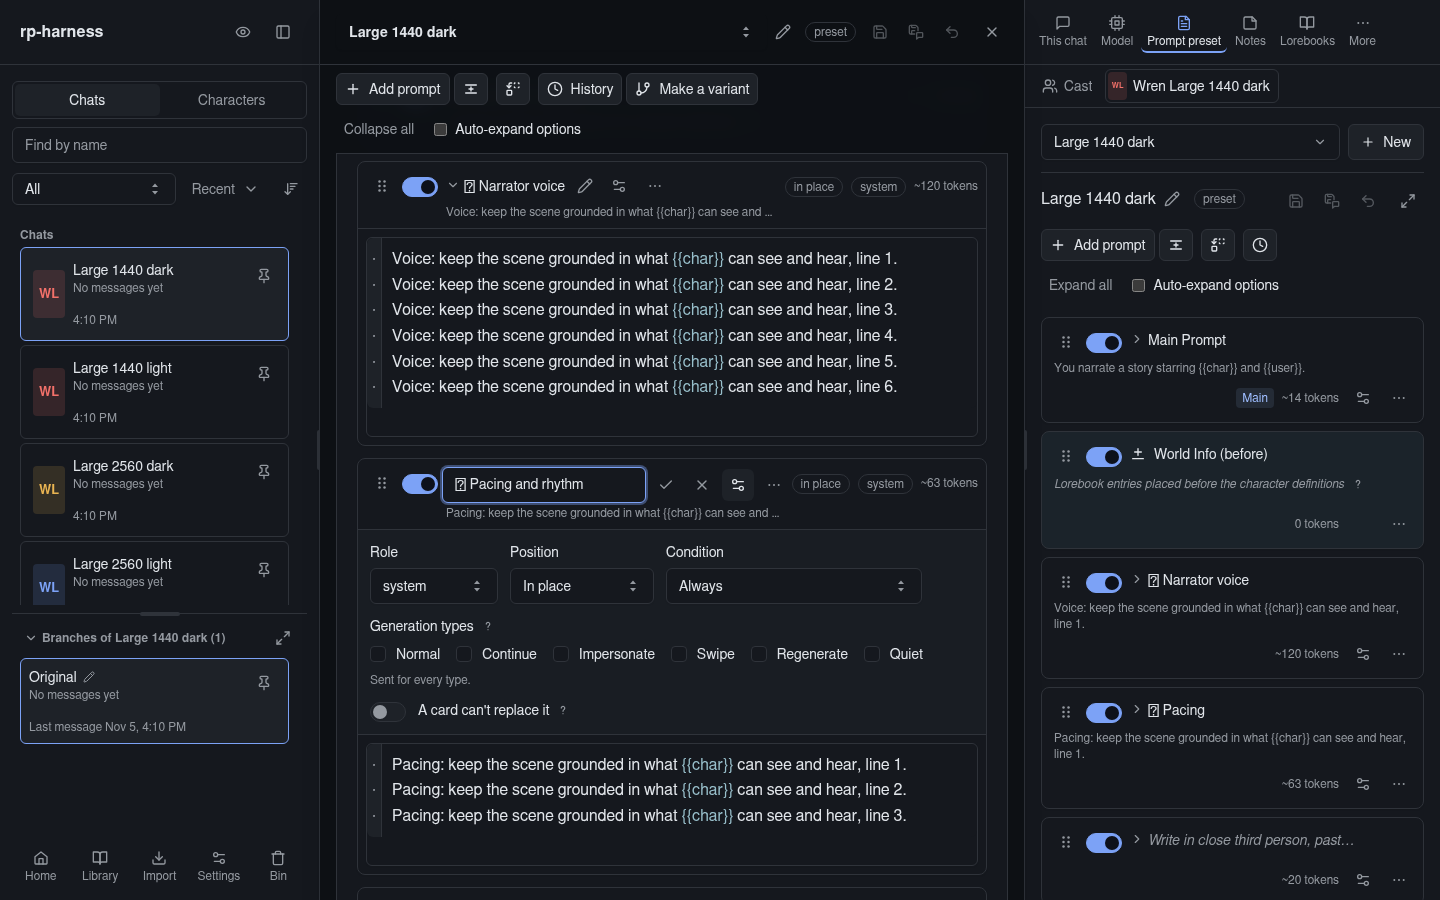 rp-harness
Chats
Characters
Find by name
All
Recent
Chats
WL
Large 1440 dark
No messages yet
4:10 PM
WL
Large 1440 light
No messages yet
4:10 PM
WL
Large 2560 dark
No messages yet
4:10 PM
WL
Large 2560 light
No messages yet
Branches of Large 1440 dark (1)
Original
No messages yet
Last message Nov 5, 4:10 PM
Home
Library
Import
Settings
Bin
Large 1440 dark
preset
Add prompt
History
Make a variant
Collapse all
Auto-expand options
Narrator voice
in place
system
~120 tokens
Voice: keep the scene grounded in what {{char}} can see and ...
Voice: keep the scene grounded in what {{char}} can see and hear, line 1.
Voice: keep the scene grounded in what {{char}} can see and hear, line 2.
Voice: keep the scene grounded in what {{char}} can see and hear, line 3.
Voice: keep the scene grounded in what {{char}} can see and hear, line 4.
Voice: keep the scene grounded in what {{char}} can see and hear, line 5.
Voice: keep the scene grounded in what {{char}} can see and hear, line 6.
Pacing and rhythm
in place
system
~63 tokens
Pacing: keep the scene grounded in what {{char}} can see and ...
Role
Position
Condition
system
In place
Always
Generation types ?
Normal
Continue
Impersonate
Swipe
Regenerate
Quiet
Sent for every type.
A card can't replace it ?
Pacing: keep the scene grounded in what {{char}} can see and hear, line 1.
Pacing: keep the scene grounded in what {{char}} can see and hear, line 2.
Pacing: keep the scene grounded in what {{char}} can see and hear, line 3.
This chat
Model
Prompt preset
Notes
Lorebooks
More
Cast
WL
Wren Large 1440 dark
Large 1440 dark
New
Large 1440 dark
preset
Add prompt
Expand all
Auto-expand options
Main Prompt
You narrate a story starring {{char}} and {{user}}.
Main
~14 tokens
World Info (before)
Lorebook entries placed before the character definitions ?
0 tokens
Narrator voice
Voice: keep the scene grounded in what {{char}} can see and hear,
line 1.
~120 tokens
Pacing
Pacing: keep the scene grounded in what {{char}} can see and hear,
line 1.
~63 tokens
Write in close third person, past…
~20 tokens